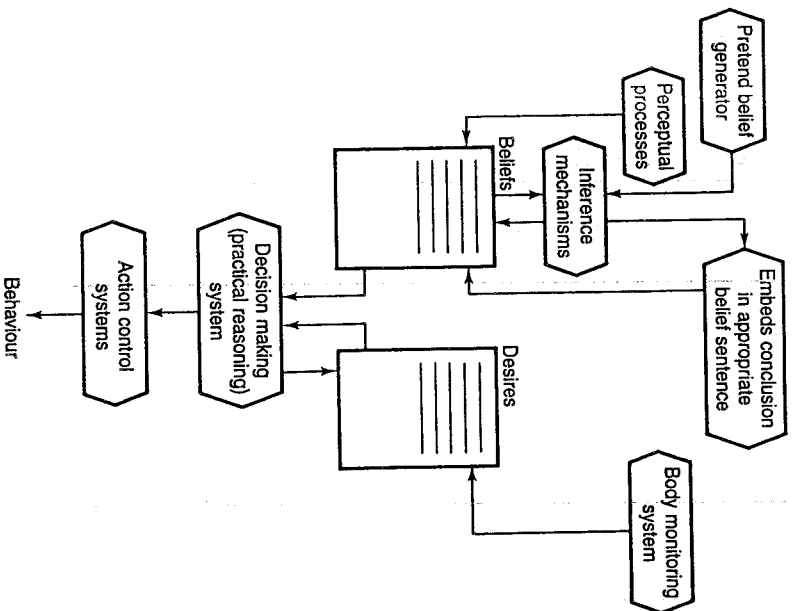 Pretend belief
generator
Perceptual
processes
Inference
mechanisms
Embeds conclusion
in appropriate
belief sentence
Body monitoring
system
Beliefs
Desires
Decision making
(practical reasoning)
system
Action control
systems
Behaviour